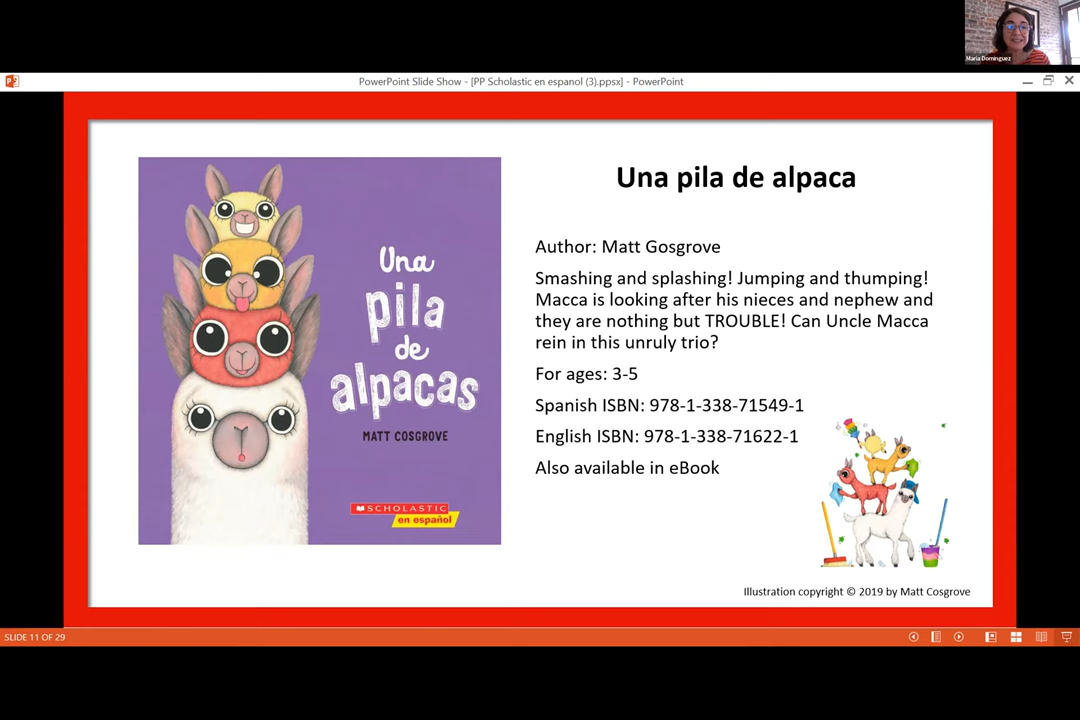 Maria Dominguez
PowerPoint Slide Show - [PP Scholastic en espanol (3).ppsx] - PowerPoint
Una
pila
de
alpacas
MATT COSGROVE
SCHOLASTIC
en español
Una pila de alpaca
Author: Matt Gosgrove
Smashing and splashing! Jumping and thumping!
Macca is looking after his nieces and nephew and
they are nothing but TROUBLE! Can Uncle Macca
rein in this unruly trio?
For ages: 3-5
Spanish ISBN: 978-1-338-71549-1
English ISBN: 978-1-338-71622-1
Also available in eBook
Illustration copyright © 2019 by Matt Cosgrove
SLIDE 11 OF 29